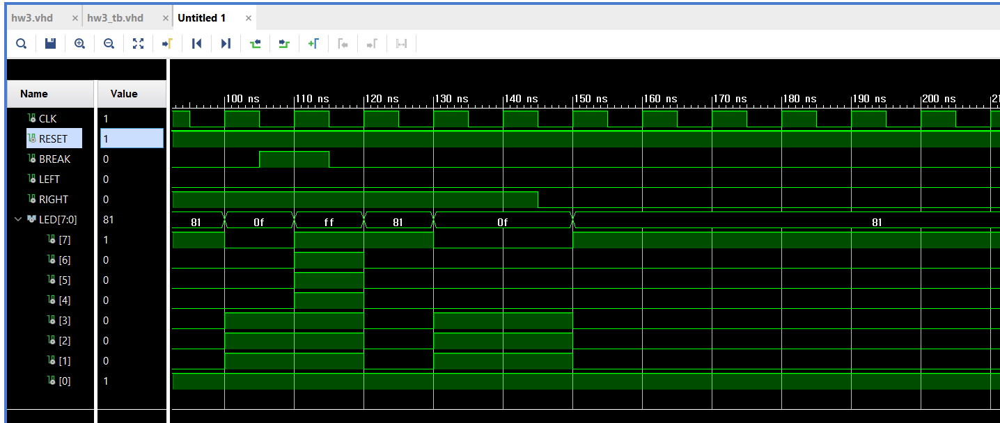 hw3.vhd × hw3_tb.vhd × Untitled 1 ×
Name Value
100 ns 110 ns 120 ns 130 ns 140 ns 150 ns 160 ns 170 ns 180 ns 190 ns 200 ns 21
CLK 1
RESET 1
BREAK 0
LEFT 0
RIGHT 0
LED[7:0] 81 81 0f ff 81 0f 81
[7] 1
[6] 0
[5] 0
[4] 0
[3] 0
[2] 0
[1] 0
[0] 1